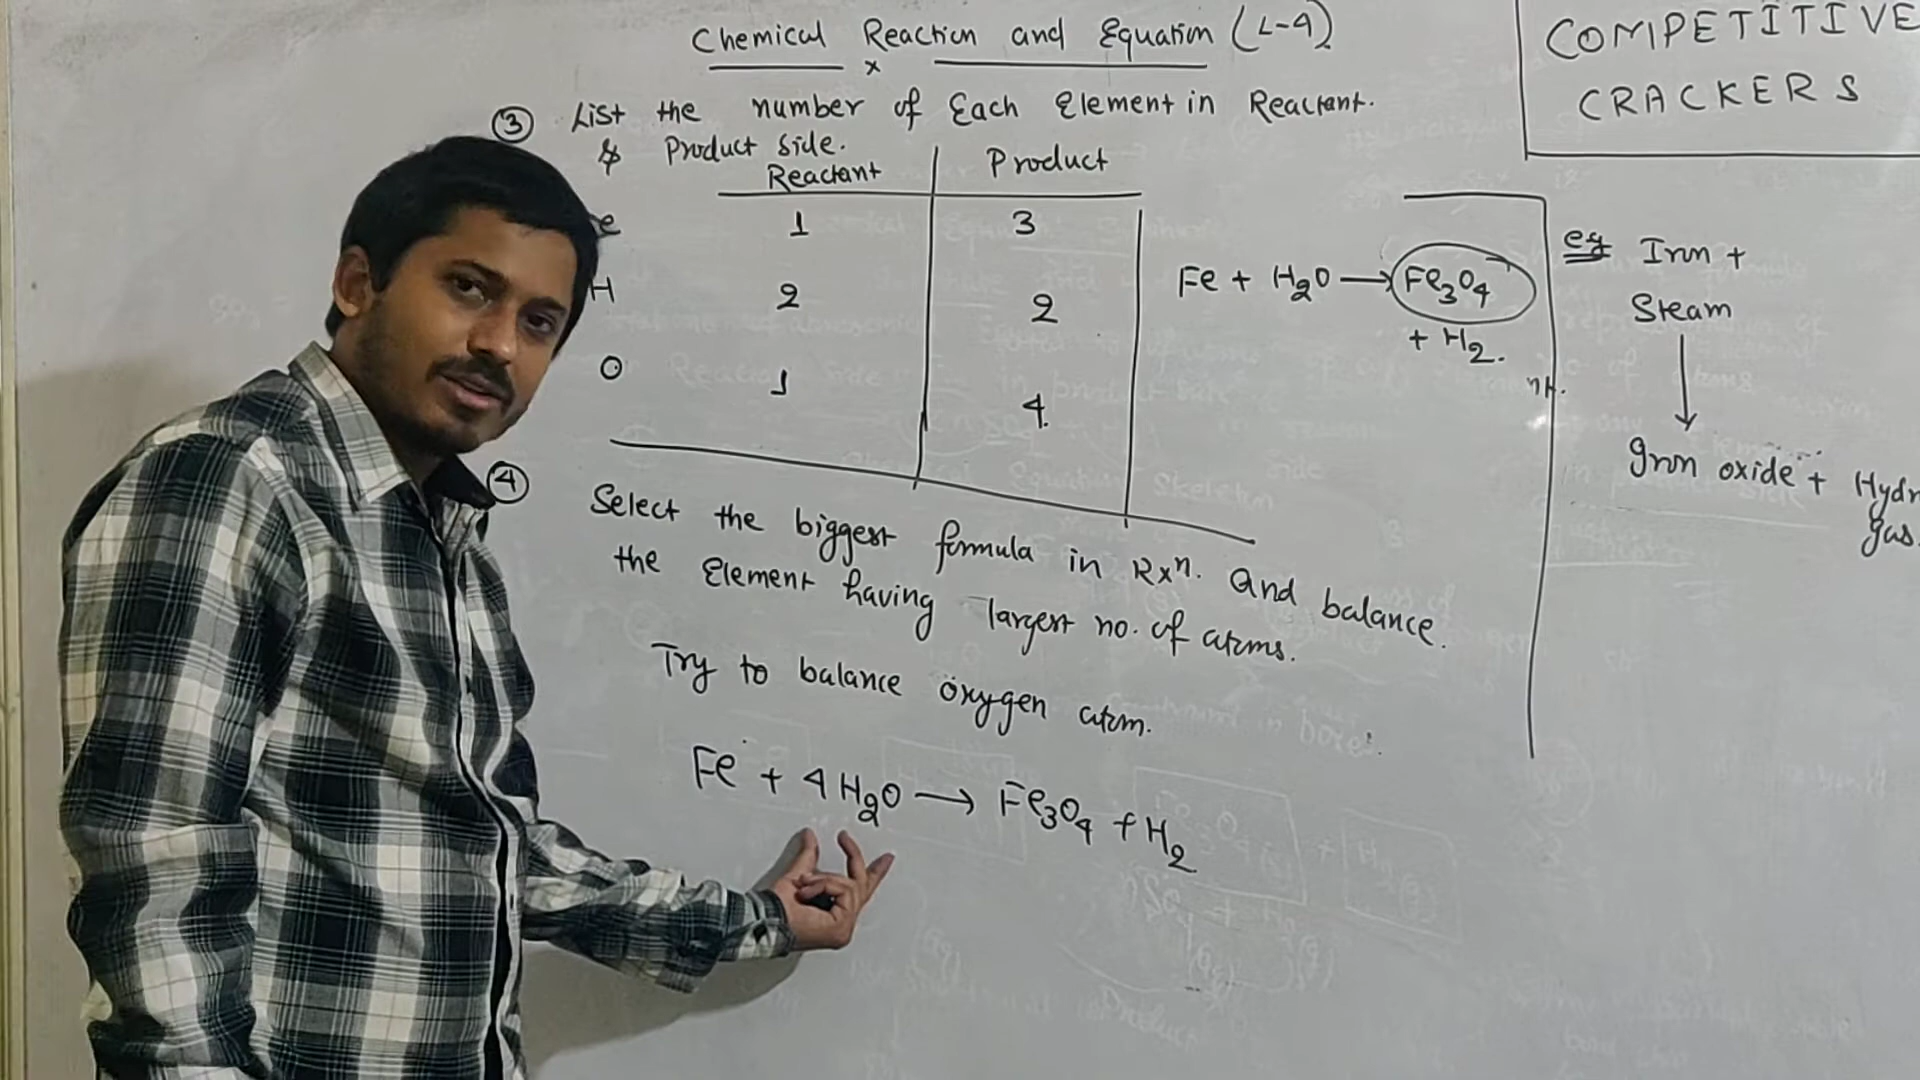 Chemical Reaction and Equation (L-4)
COMPETITIVE
CRACKERS
③ List the number of Each Element in Reactant.
& Product side.
Reactant Product
e 1 3
H 2 2
O 1 4
Fe + H2O → Fe3O4
+ H2.
eg Iron +
Steam
↓
Iron oxide + Hydr
gas.
④ Select the biggest formula in Rxn. and balance.
the Element having largest no. of atoms.
Try to balance oxygen atom.
Fe + 4H2O → Fe3O4 + H2